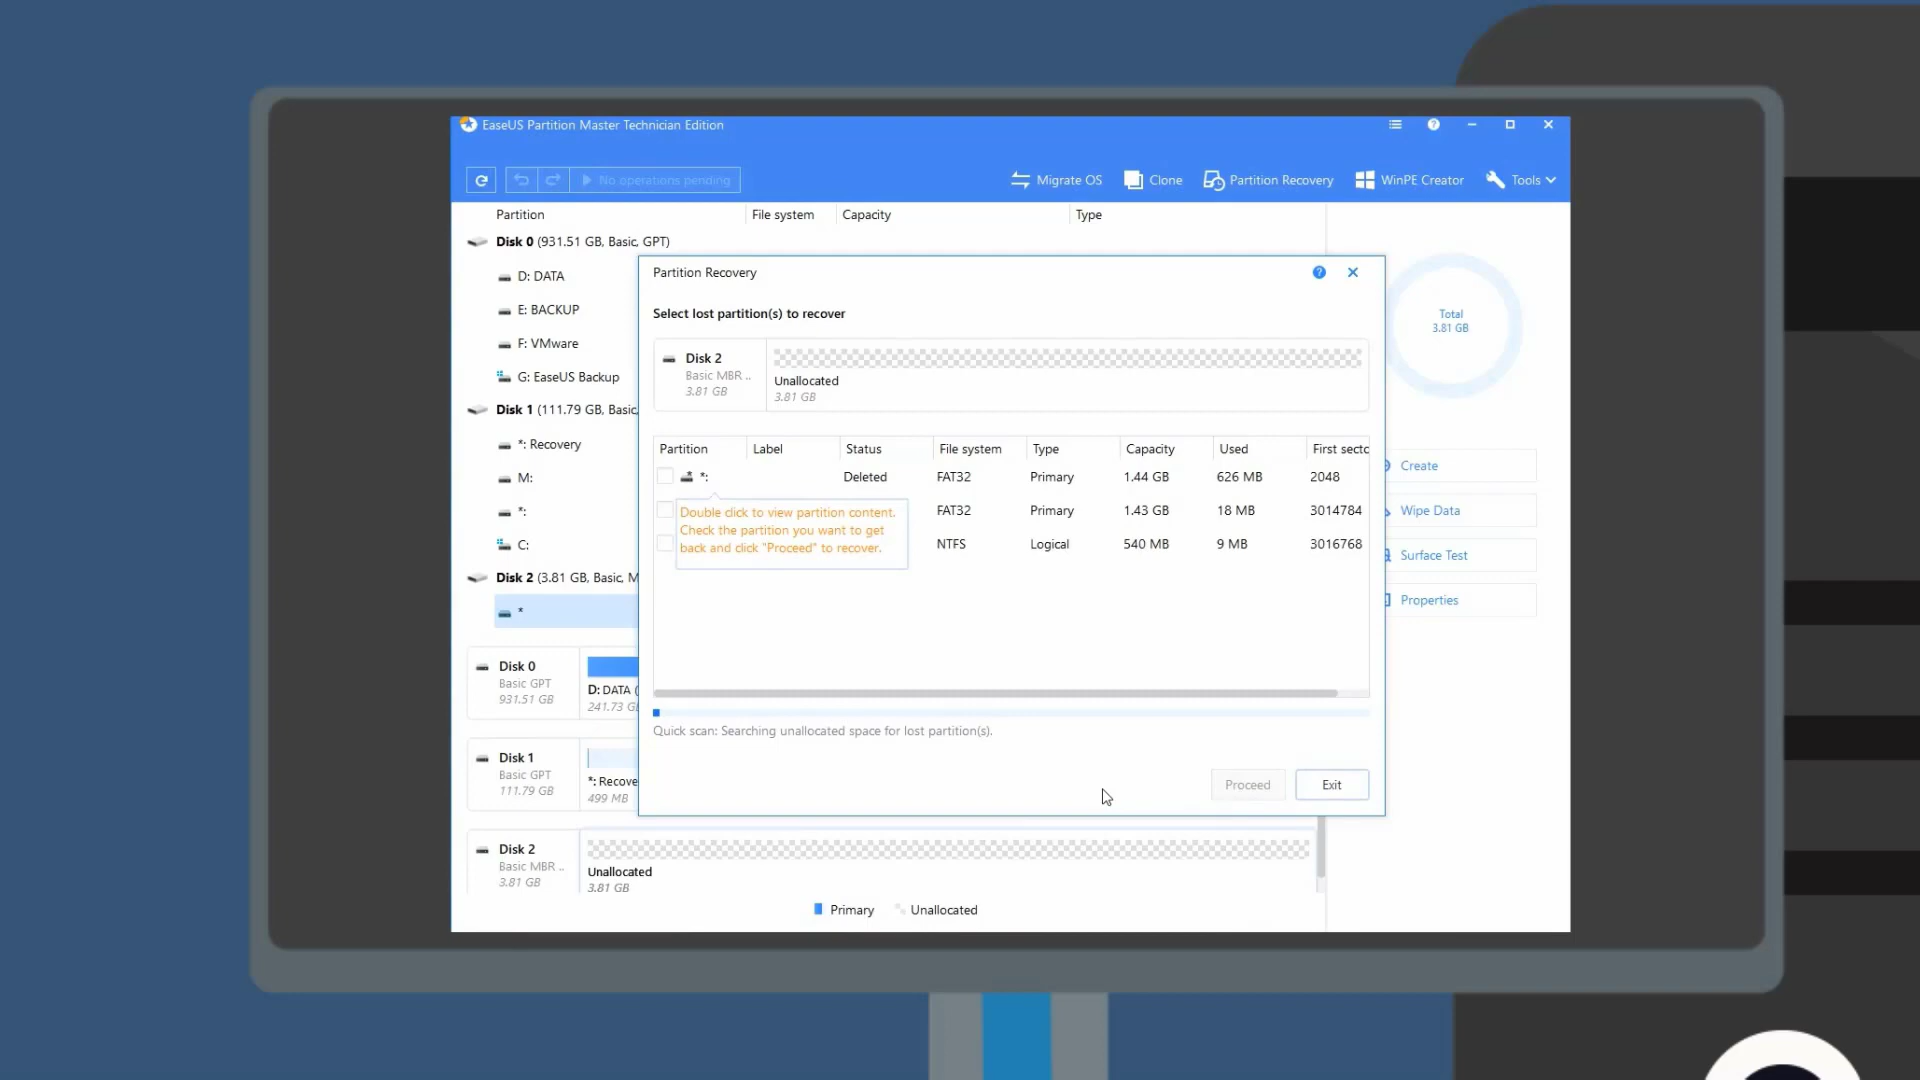 EaseUS Partition Master Technician Edition
No operations pending
Migrate OS
Clone
Partition Recovery
WinPE Creator
Tools
Partition
File system
Capacity
Type
Disk 0 (931.51 GB, Basic, GPT)
D: DATA
E: BACKUP
F: VMware
G: EaseUS Backup
Disk 1 (111.79 GB, Basic,
*: Recovery
M:
*:
C:
Disk 2 (3.81 GB, Basic, M
*
Partition Recovery
Select lost partition(s) to recover
Disk 2
Basic MBR ..
3.81 GB
Unallocated
3.81 GB
Partition Label Status File system Type Capacity Used First secto
*: Deleted FAT32 Primary 1.44 GB 626 MB 2048
FAT32 Primary 1.43 GB 18 MB 3014784
NTFS Logical 540 MB 9 MB 3016768
Double click to view partition content.
Check the partition you want to get
back and click "Proceed" to recover.
Quick scan: Searching unallocated space for lost partition(s).
Proceed
Exit
Total
3.81 GB
Create
Wipe Data
Surface Test
Properties
Disk 0
Basic GPT
931.51 GB
D: DATA (
241.73 GB
Disk 1
Basic GPT
111.79 GB
*: Recove
499 MB
Disk 2
Basic MBR ..
3.81 GB
Unallocated
3.81 GB
Primary
Unallocated